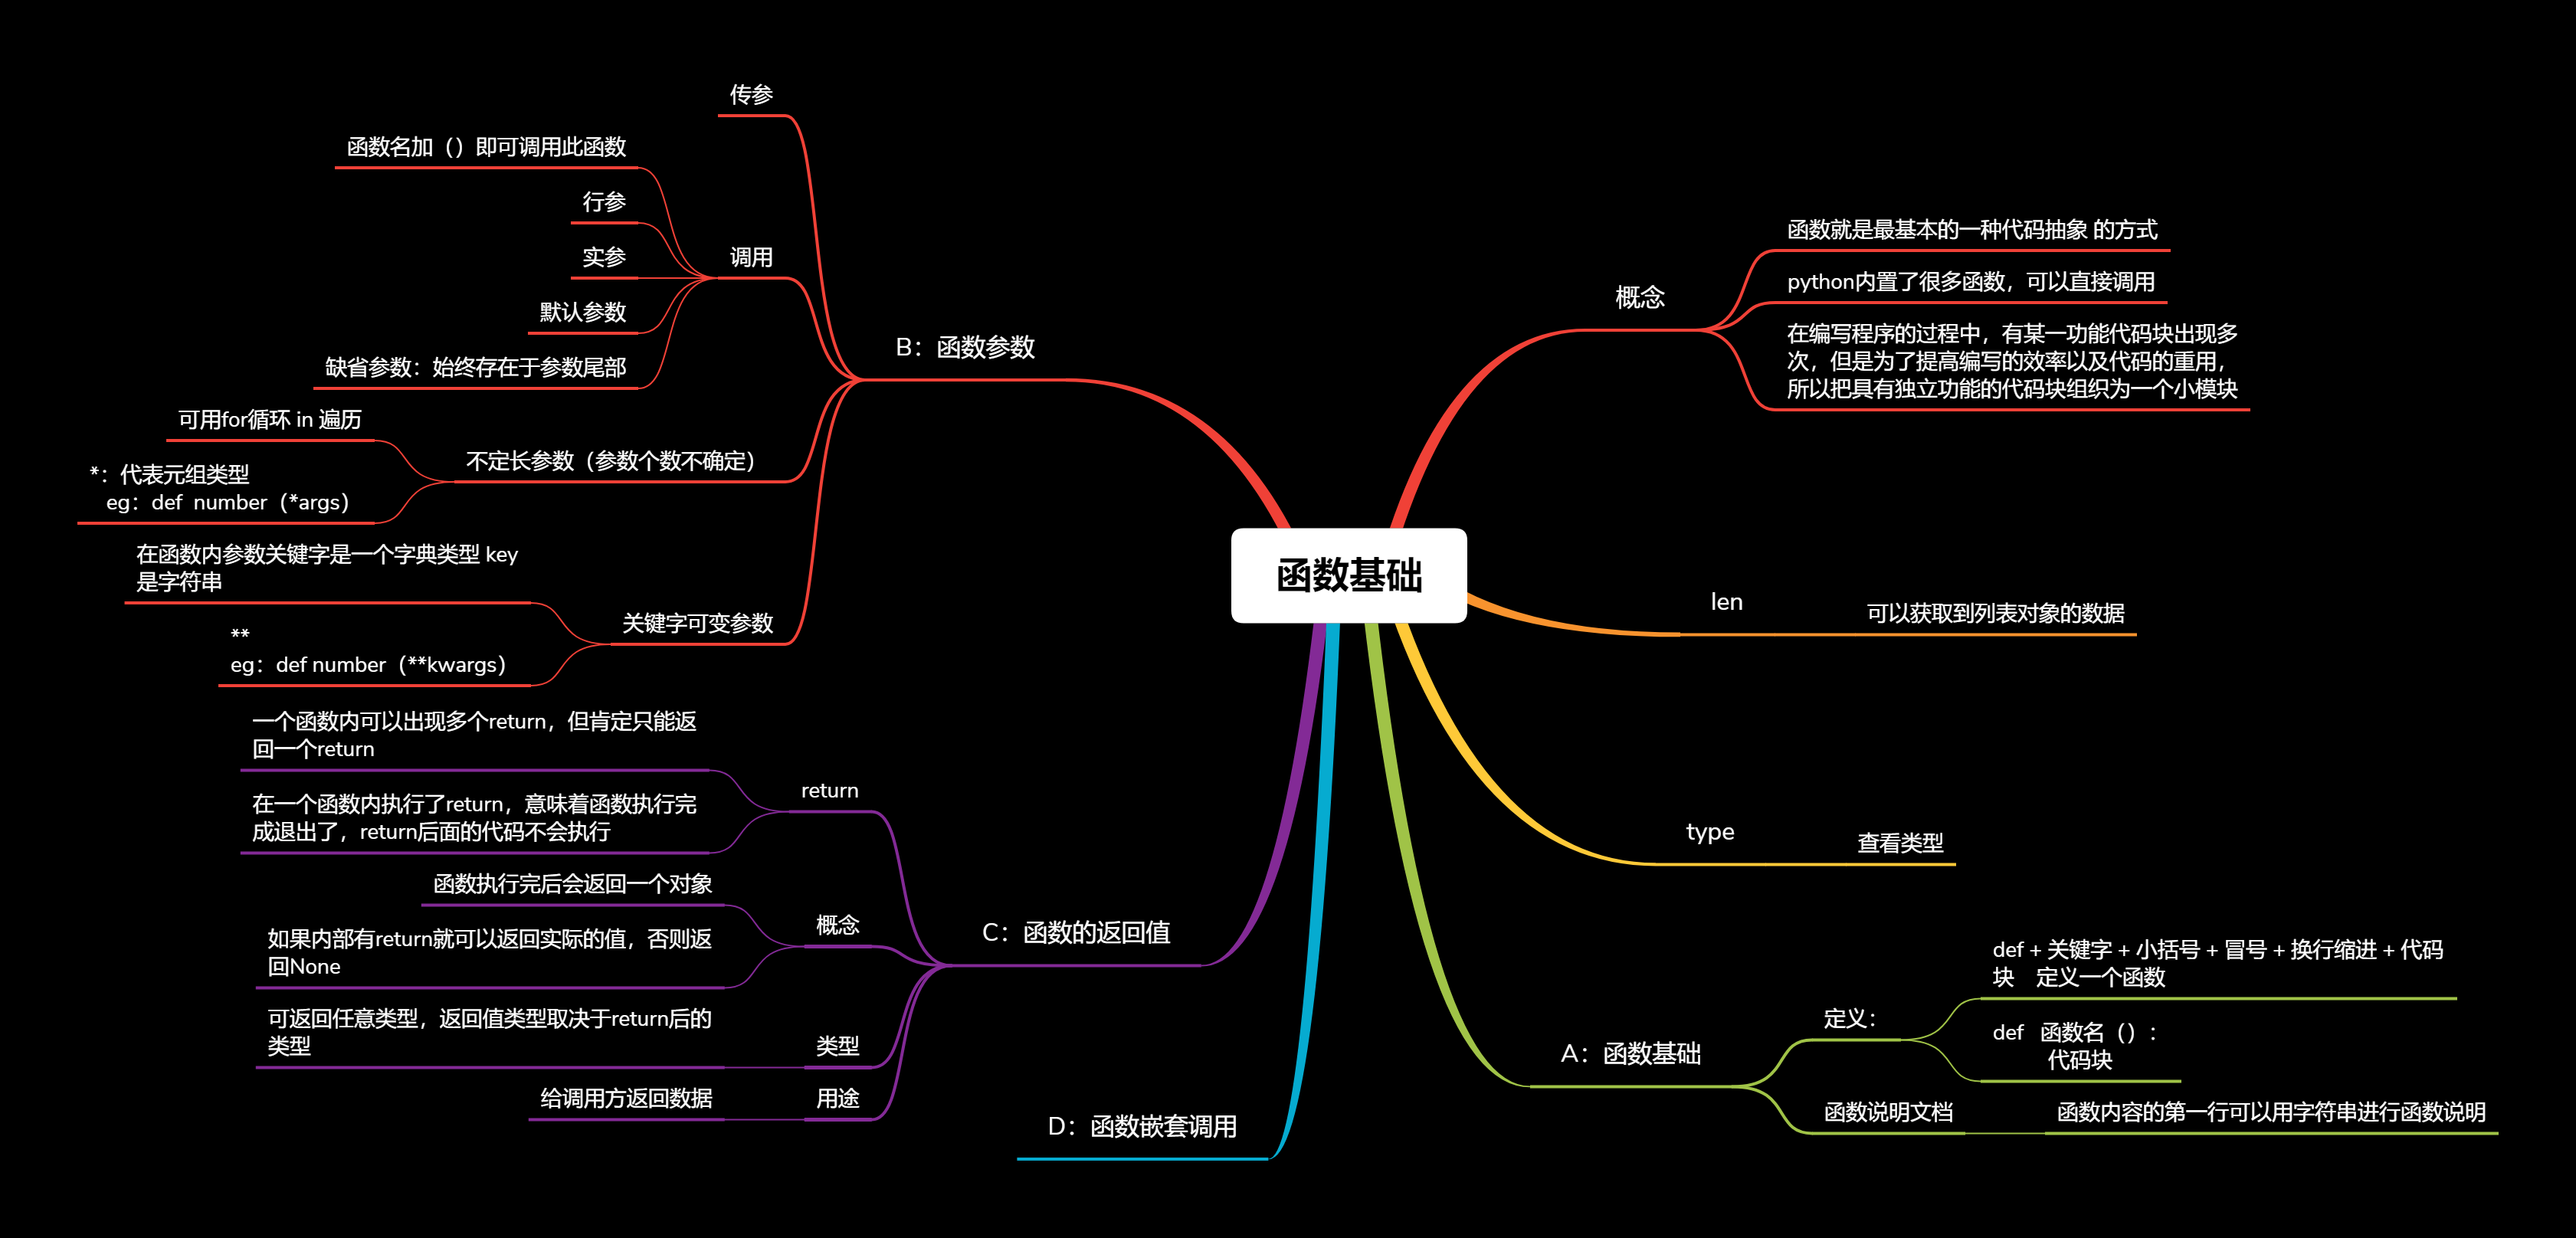 函数基础
概念
函数就是最基本的一种代码抽象 的方式
python内置了很多函数，可以直接调用
在编写程序的过程中，有某一功能代码块出现多
次，但是为了提高编写的效率以及代码的重用，
所以把具有独立功能的代码块组织为一个小模块
len
可以获取到列表对象的数据
type
查看类型
A：函数基础
定义：
def + 关键字 + 小括号 + 冒号 + 换行缩进 + 代码
块    定义一个函数
def   函数名（）：
代码块
函数说明文档
函数内容的第一行可以用字符串进行函数说明
B：函数参数
传参
调用
函数名加（）即可调用此函数
行参
实参
默认参数
缺省参数：始终存在于参数尾部
不定长参数（参数个数不确定）
可用for循环 in 遍历
*：代表元组类型
eg：def  number（*args）
关键字可变参数
在函数内参数关键字是一个字典类型 key
是字符串
**
eg：def number（**kwargs）
C：函数的返回值
return
一个函数内可以出现多个return，但肯定只能返
回一个return
在一个函数内执行了return，意味着函数执行完
成退出了，return后面的代码不会执行
概念
函数执行完后会返回一个对象
如果内部有return就可以返回实际的值，否则返
回None
类型
可返回任意类型，返回值类型取决于return后的
类型
用途
给调用方返回数据
D：函数嵌套调用